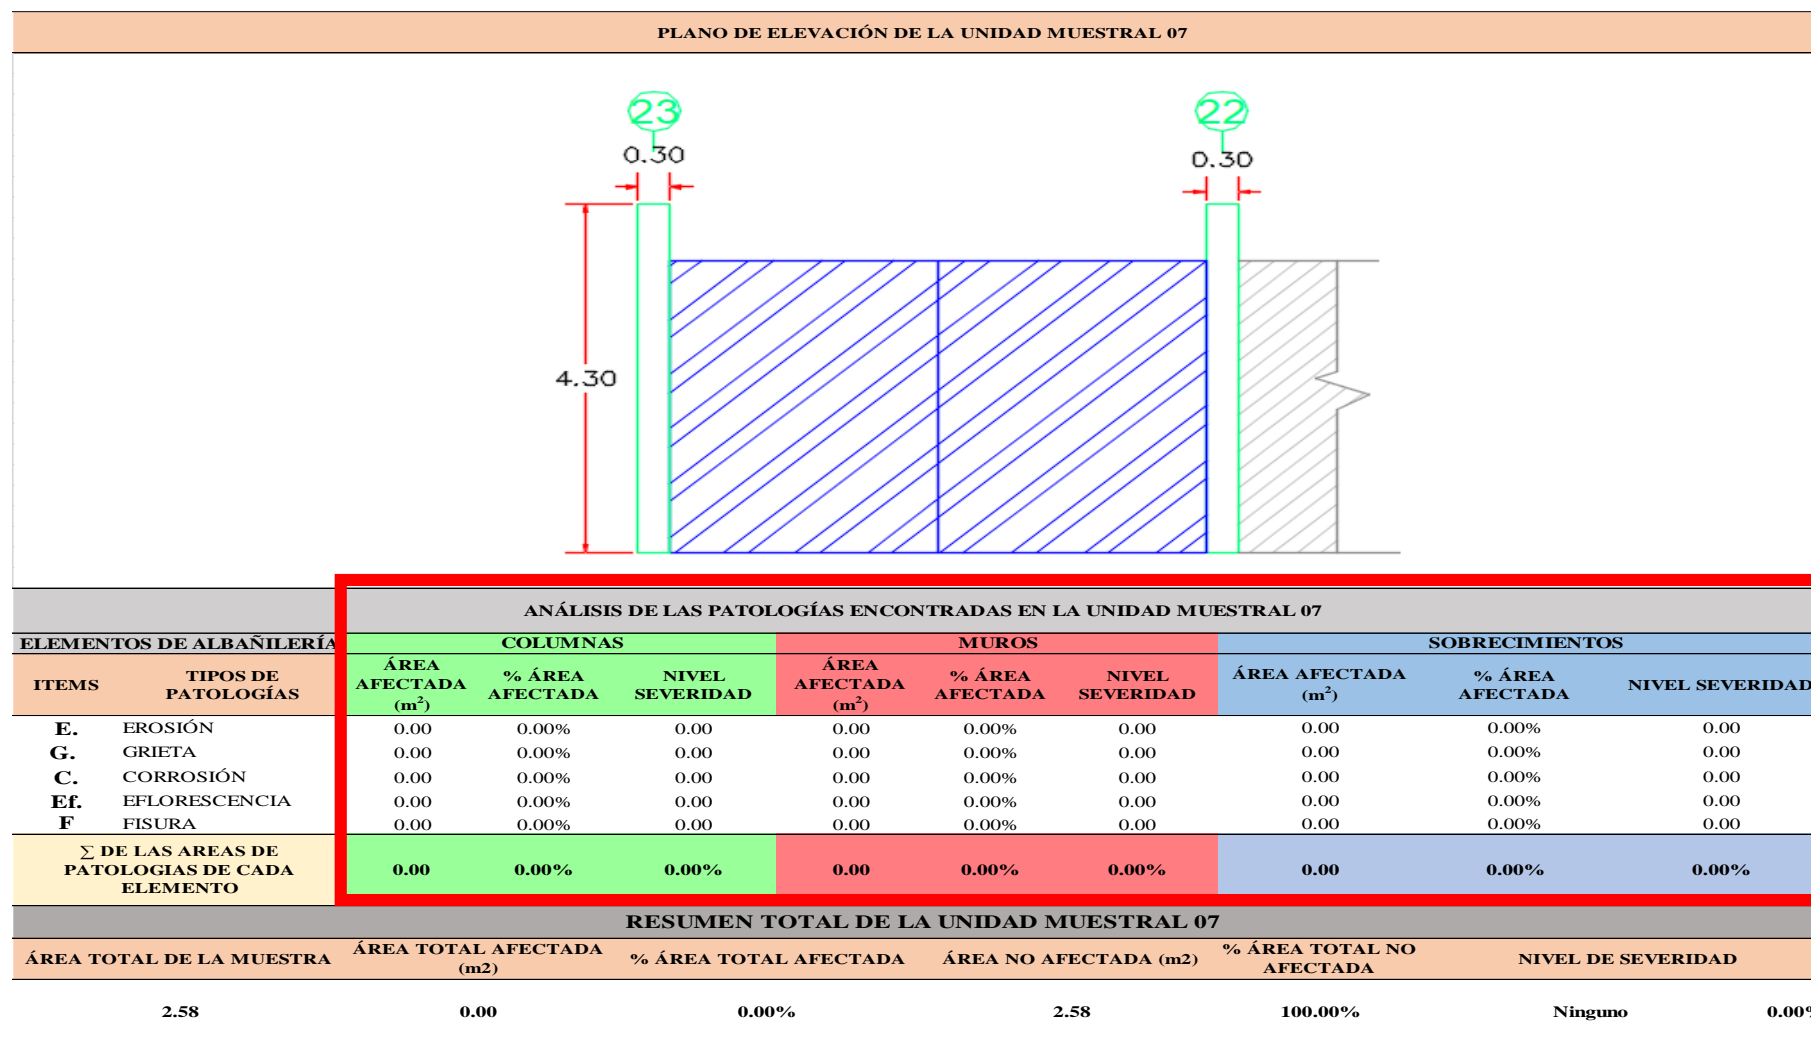 PLANO DE ELEVACIÓN DE LA UNIDAD MUESTRAL 07
23 22
0.30 0.30
4.30
ANÁLISIS DE LAS PATOLOGÍAS ENCONTRADAS EN LA UNIDAD MUESTRAL 07
ELEMENTOS DE ALBAÑILERÍA COLUMNAS MUROS SOBRECIMIENTOS
ITEMS TIPOS DE PATOLOGÍAS ÁREA AFECTADA (m²) % ÁREA AFECTADA NIVEL SEVERIDAD ÁREA AFECTADA (m²) % ÁREA AFECTADA NIVEL SEVERIDAD ÁREA AFECTADA (m²) % ÁREA AFECTADA NIVEL SEVERIDAD
E. EROSIÓN 0.00 0.00% 0.00 0.00 0.00% 0.00 0.00 0.00% 0.00
G. GRIETA 0.00 0.00% 0.00 0.00 0.00% 0.00 0.00 0.00% 0.00
C. CORROSIÓN 0.00 0.00% 0.00 0.00 0.00% 0.00 0.00 0.00% 0.00
Ef. EFLORESCENCIA 0.00 0.00% 0.00 0.00 0.00% 0.00 0.00 0.00% 0.00
F FISURA 0.00 0.00% 0.00 0.00 0.00% 0.00 0.00 0.00% 0.00
∑ DE LAS AREAS DE PATOLOGIAS DE CADA ELEMENTO 0.00 0.00% 0.00% 0.00 0.00% 0.00% 0.00 0.00% 0.00%
RESUMEN TOTAL DE LA UNIDAD MUESTRAL 07
ÁREA TOTAL DE LA MUESTRA ÁREA TOTAL AFECTADA (m2) % ÁREA TOTAL AFECTADA ÁREA NO AFECTADA (m2) % ÁREA TOTAL NO AFECTADA NIVEL DE SEVERIDAD
2.58 0.00 0.00% 2.58 100.00% Ninguno 0.00%